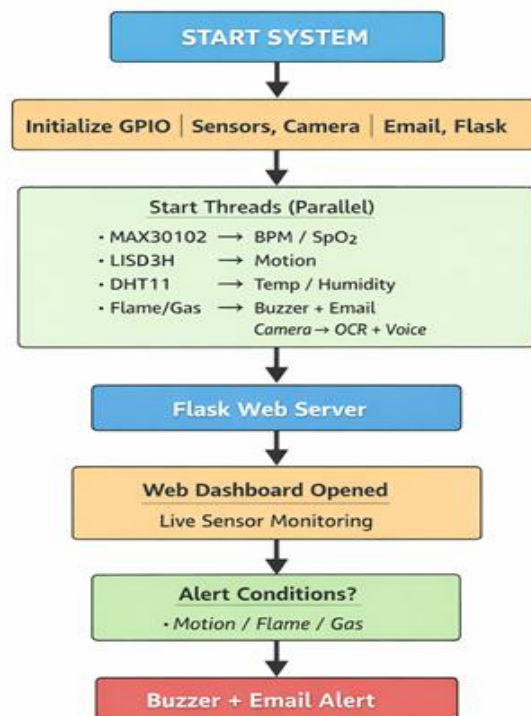 START SYSTEM
Initialize GPIO | Sensors, Camera | Email, Flask
Start Threads (Parallel)
• MAX30102 → BPM / SpO₂
• LISD3H → Motion
• DHT11 → Temp / Humidity
• Flame/Gas → Buzzer + Email
Camera → OCR + Voice
Flask Web Server
Web Dashboard Opened
Live Sensor Monitoring
Alert Conditions?
• Motion / Flame / Gas
Buzzer + Email Alert